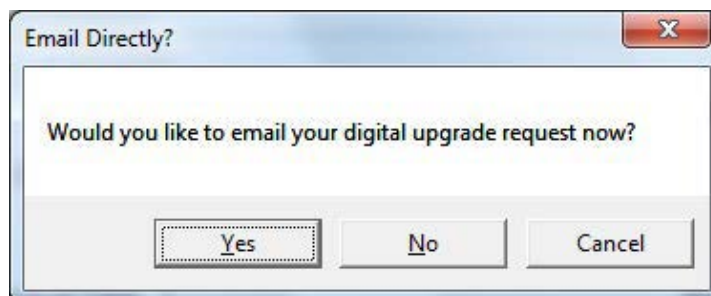 Email Directly?
Would you like to email your digital upgrade request now?
Yes No Cancel